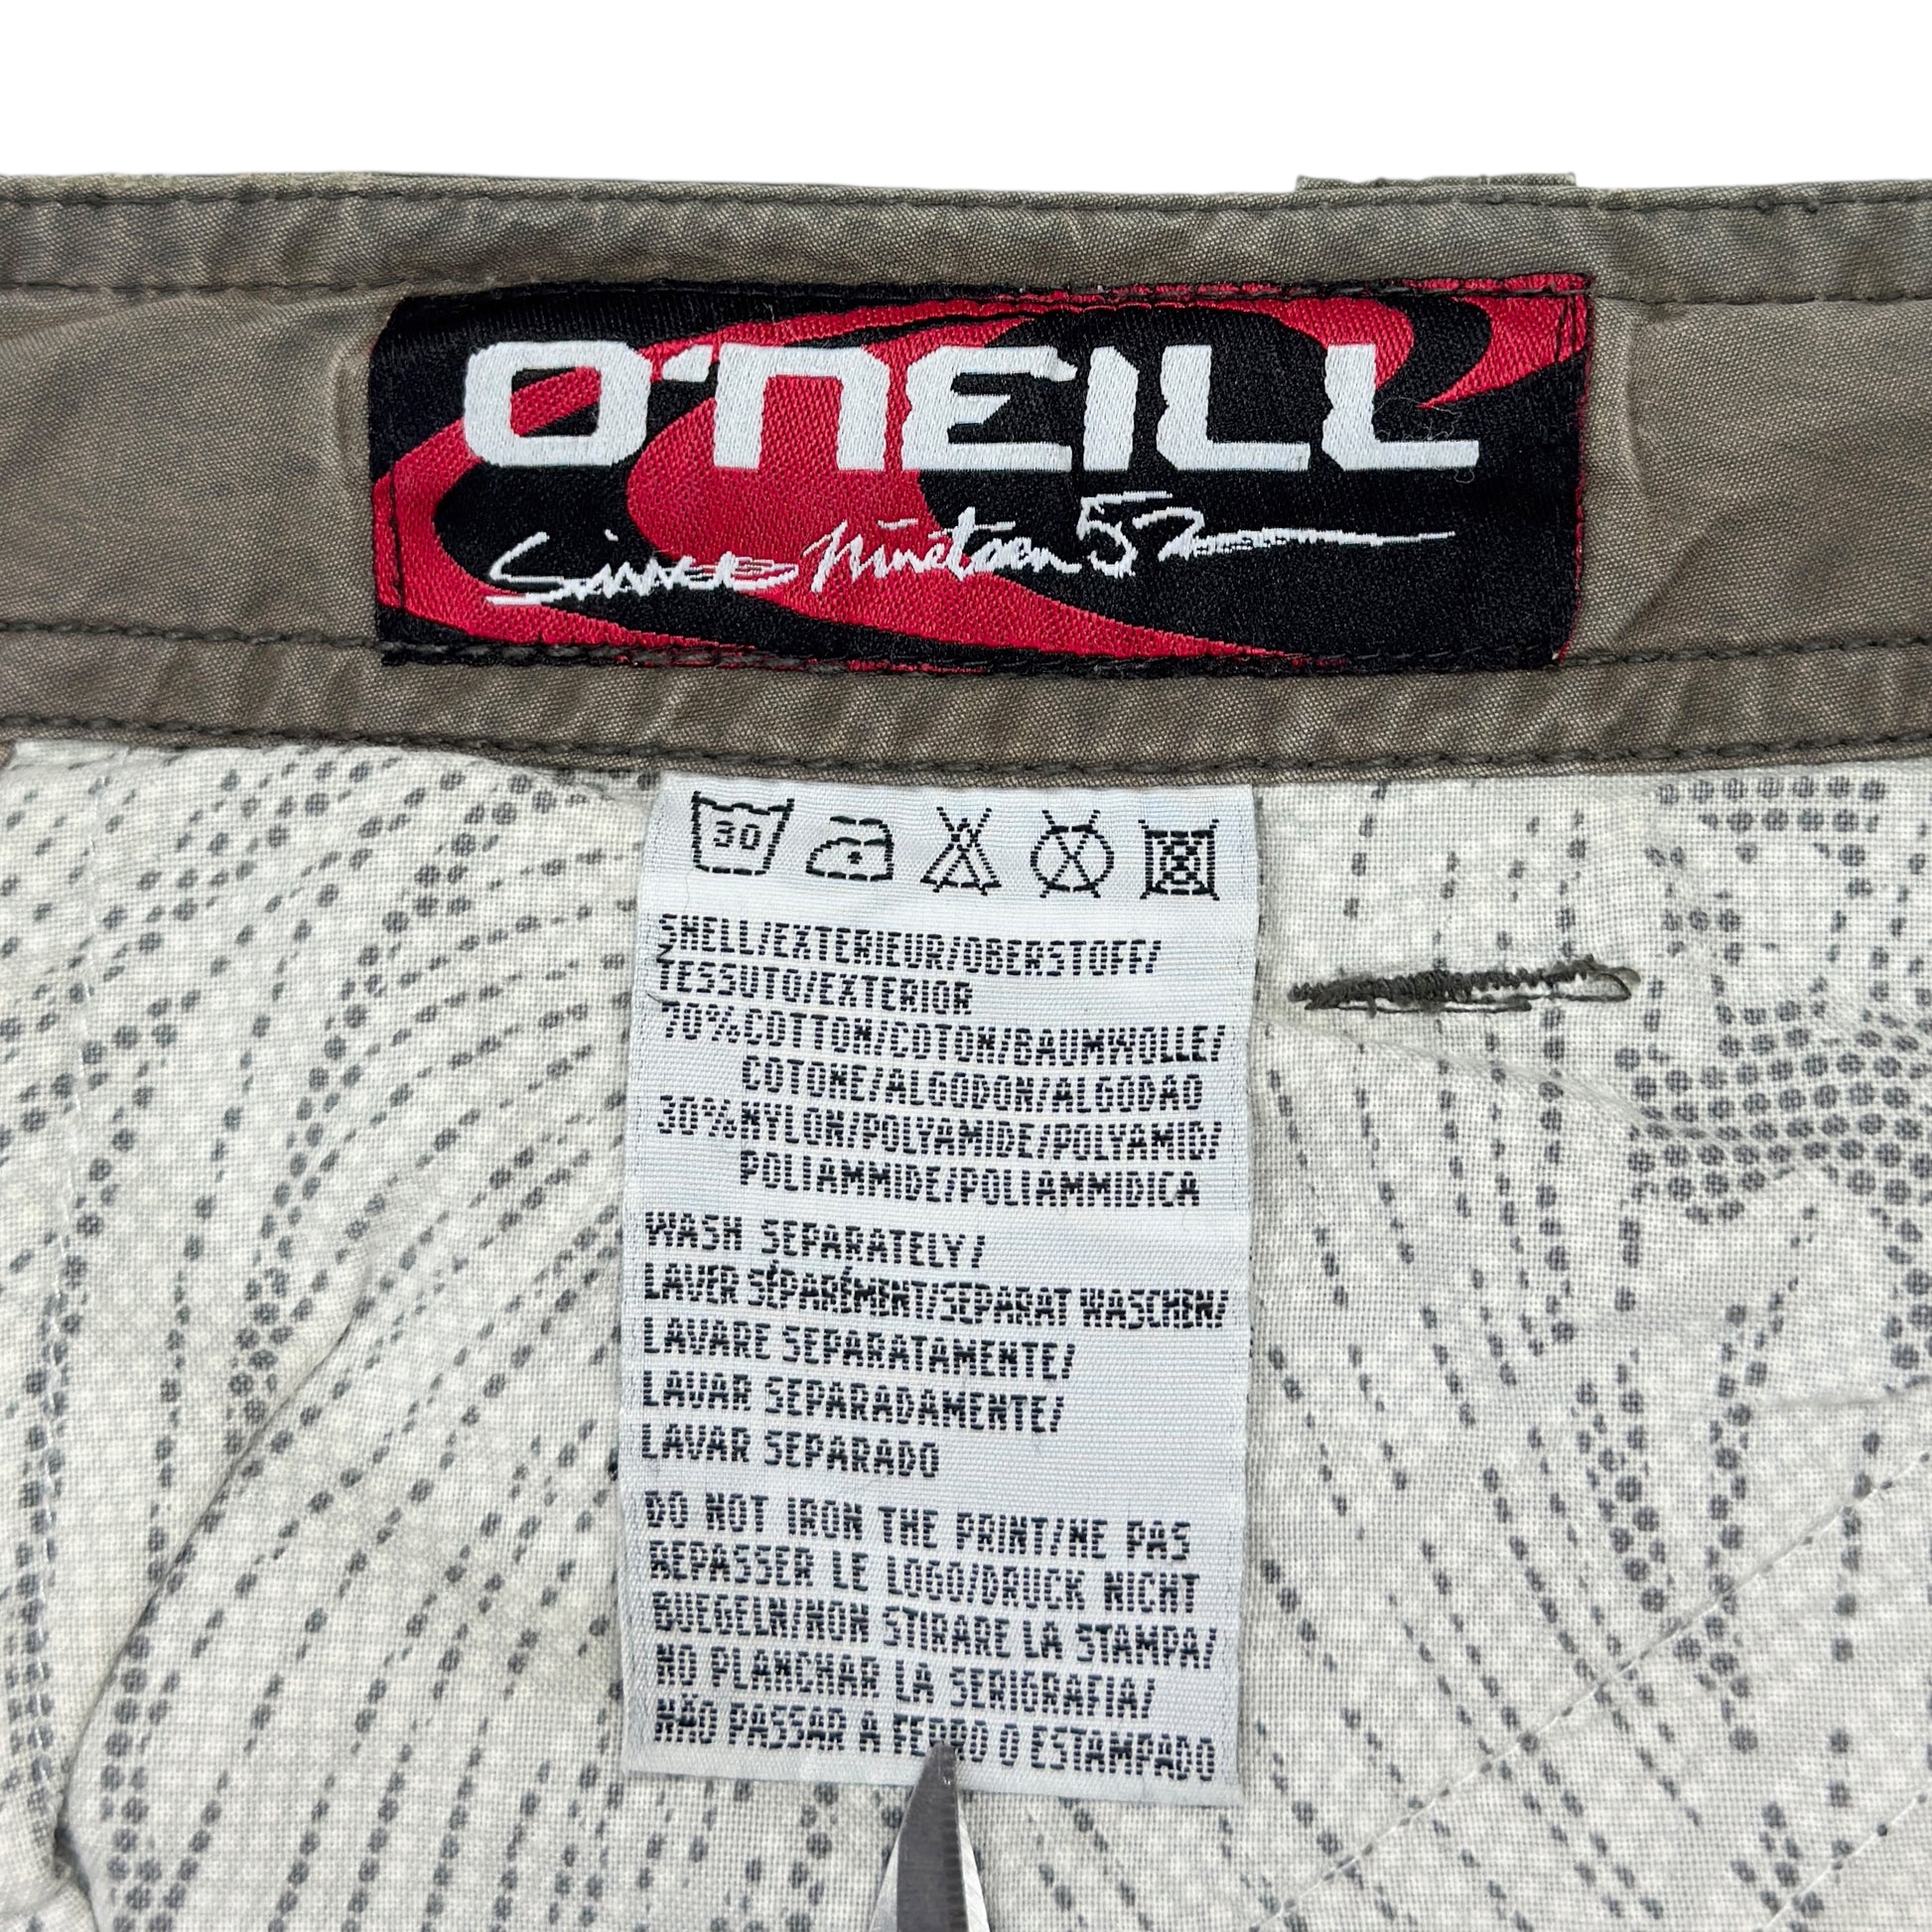 O'NEILL
Since nineteen 52
30
SHELL/EXTERIEUR/OBERSTOFF/
TESSUTO/EXTERIOR
70%COTTON/COTON/BAUMWOLLE/
COTONE/ALGODON/ALGODAO
30%NYLON/POLYAMIDE/POLYAMID/
POLIAMMIDE/POLIAMMIDICA
WASH SEPARATELY/
LAVER SÉPARÉMENT/SEPARAT WASCHEN/
LAVARE SEPARATAMENTE/
LAVAR SEPARADAMENTE/
LAVAR SEPARADO
DO NOT IRON THE PRINT/NE PAS
REPASSER LE LOGO/DRUCK NICHT
BUEGELN/NON STIRARE LA STAMPA/
NO PLANCHAR LA SERIGRAFIA/
NÃO PASSAR A FERRO O ESTAMPADO